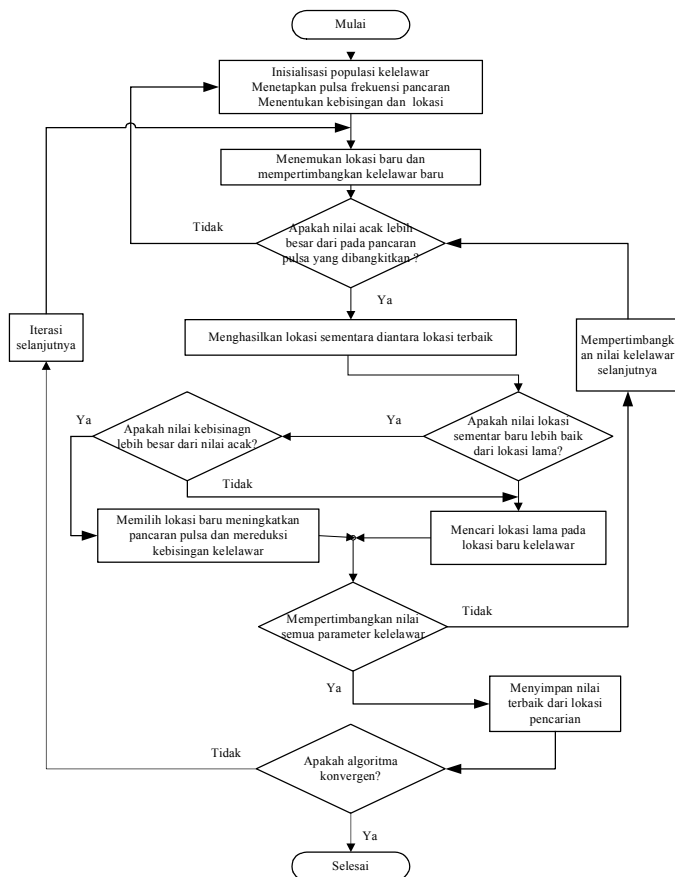 Mulai
Inisialisasi populasi kelelawar
Menetapkan pulsa frekuensi pancaran
Menentukan kebisingan dan lokasi
Menemukan lokasi baru dan
mempertimbangkan kelelawar baru
Tidak
Apakah nilai acak lebih
besar dari pada pancaran
pulsa yang dibangkitkan ?
Ya
Iterasi
selanjutnya
Menghasilkan lokasi sementara diantara lokasi terbaik
Mempertimbangk
an nilai kelelawar
selanjutnya
Ya
Apakah nilai kebisinagn
lebih besar dari nilai acak?
Ya
Apakah nilai lokasi
sementar baru lebih baik
dari lokasi lama?
Tidak
Memilih lokasi baru meningkatkan
pancaran pulsa dan mereduksi
kebisingan kelelawar
Mencari lokasi lama pada
lokasi baru kelelawar
Mempertimbangkan nilai
semua parameter kelelawar
Tidak
Ya
Menyimpan nilai
terbaik dari lokasi
pencarian
Tidak
Apakah algoritma
konvergen?
Ya
Selesai